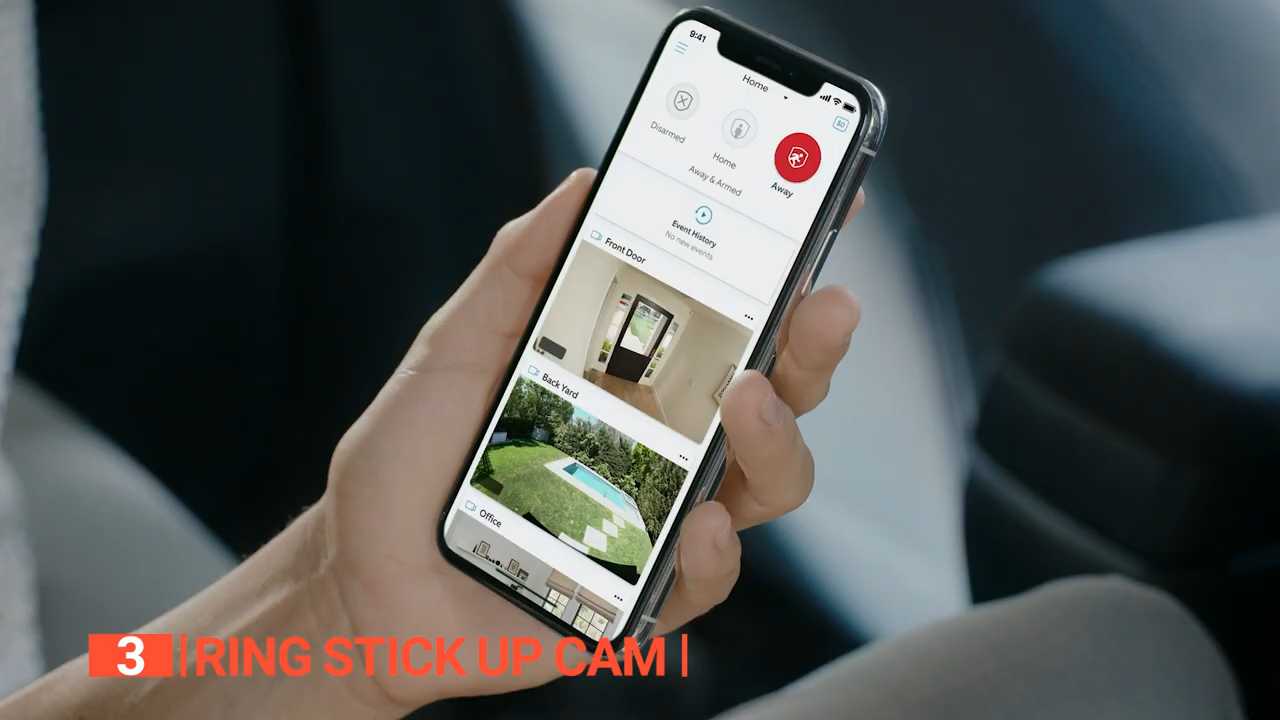 9:41
Home
Disarmed
Home
Away
Away & Armed
Event History
No new events
Front Door
Back Yard
Office
3 | RING STICK UP CAM |